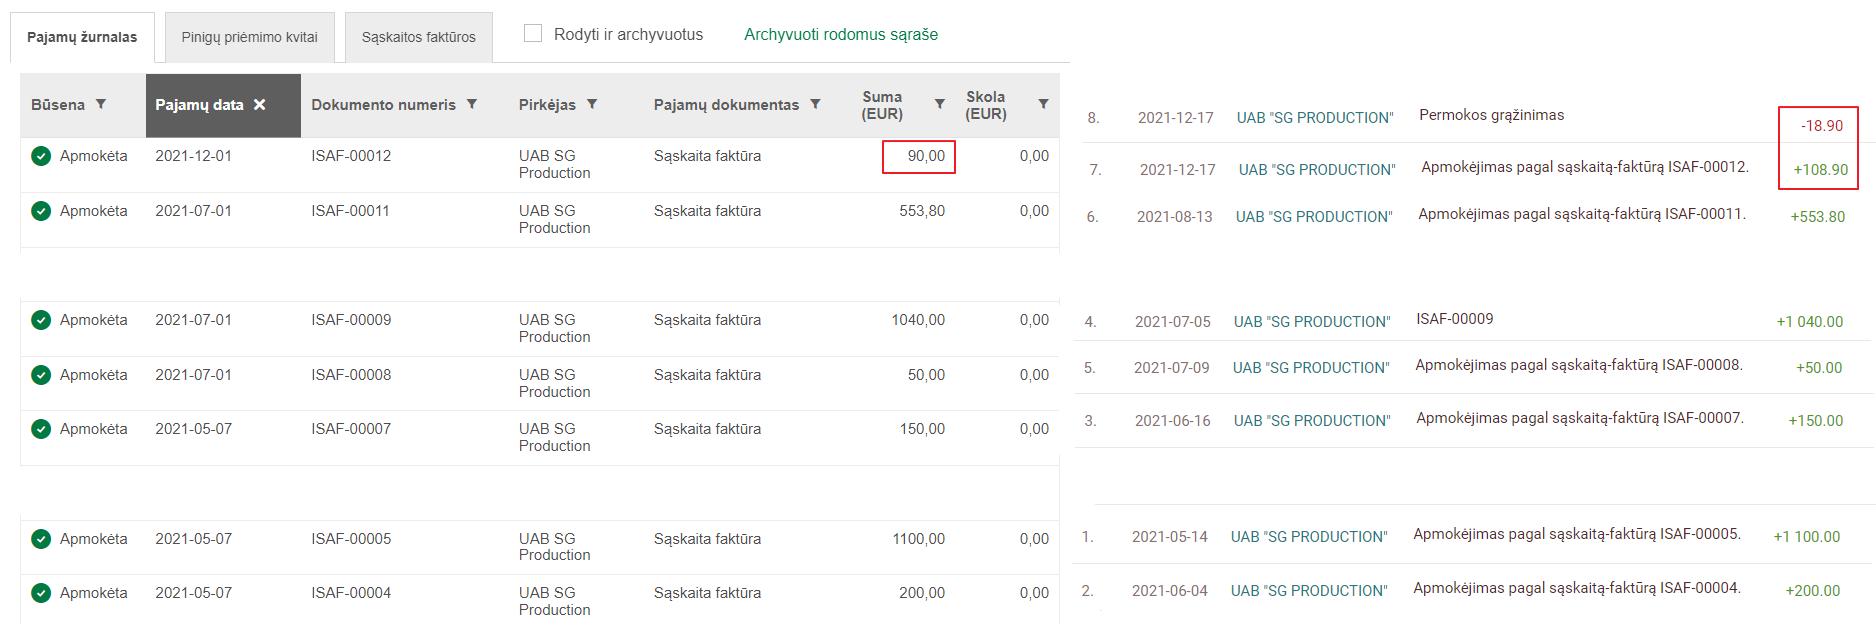 Pajamų žurnalas Pinigų priėmimo kvitai Sąskaitos faktūros Rodyti ir archyvuotus Archyvuoti rodomus sąraše
Būsena Pajamų data Dokumento numeris Pirkėjas Pajamų dokumentas Suma (EUR) Skola (EUR)
Apmokėta 2021-12-01 ISAF-00012 UAB SG Production Sąskaita faktūra 90,00 0,00
Apmokėta 2021-07-01 ISAF-00011 UAB SG Production Sąskaita faktūra 553,80 0,00
Apmokėta 2021-07-01 ISAF-00009 UAB SG Production Sąskaita faktūra 1040,00 0,00
Apmokėta 2021-07-01 ISAF-00008 UAB SG Production Sąskaita faktūra 50,00 0,00
Apmokėta 2021-05-07 ISAF-00007 UAB SG Production Sąskaita faktūra 150,00 0,00
Apmokėta 2021-05-07 ISAF-00005 UAB SG Production Sąskaita faktūra 1100,00 0,00
Apmokėta 2021-05-07 ISAF-00004 UAB SG Production Sąskaita faktūra 200,00 0,00
8. 2021-12-17 UAB "SG PRODUCTION" Permokos grąžinimas -18.90
7. 2021-12-17 UAB "SG PRODUCTION" Apmokėjimas pagal sąskaitą-faktūrą ISAF-00012. +108.90
6. 2021-08-13 UAB "SG PRODUCTION" Apmokėjimas pagal sąskaitą-faktūrą ISAF-00011. +553.80
4. 2021-07-05 UAB "SG PRODUCTION" ISAF-00009 +1 040.00
5. 2021-07-09 UAB "SG PRODUCTION" Apmokėjimas pagal sąskaitą-faktūrą ISAF-00008. +50.00
3. 2021-06-16 UAB "SG PRODUCTION" Apmokėjimas pagal sąskaitą-faktūrą ISAF-00007. +150.00
1. 2021-05-14 UAB "SG PRODUCTION" Apmokėjimas pagal sąskaitą-faktūrą ISAF-00005. +1 100.00
2. 2021-06-04 UAB "SG PRODUCTION" Apmokėjimas pagal sąskaitą-faktūrą ISAF-00004. +200.00